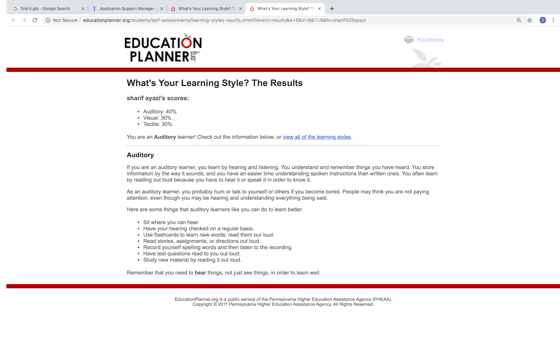 Find it job - Google Search
Application Support Manager
What's Your Learning Style? Th
What's Your Learning Style? Th
Not Secure | educationplanner.org/students/self-assessments/learning-styles-results.shtml?event=results&A=8&V=6&T=6&N=sharif%20ayazi
EDUCATION
PLANNER
Print Window
What's Your Learning Style? The Results
sharif ayazi's scores:
• Auditory: 40%
• Visual: 30%
• Tactile: 30%
You are an Auditory learner! Check out the information below, or view all of the learning styles.
Auditory
If you are an auditory learner, you learn by hearing and listening. You understand and remember things you have heard. You store
information by the way it sounds, and you have an easier time understanding spoken instructions than written ones. You often learn
by reading out loud because you have to hear it or speak it in order to know it.
As an auditory learner, you probably hum or talk to yourself or others if you become bored. People may think you are not paying
attention, even though you may be hearing and understanding everything being said.
Here are some things that auditory learners like you can do to learn better.
• Sit where you can hear.
• Have your hearing checked on a regular basis.
• Use flashcards to learn new words; read them out loud.
• Read stories, assignments, or directions out loud.
• Record yourself spelling words and then listen to the recording.
• Have test questions read to you out loud.
• Study new material by reading it out loud.
Remember that you need to hear things, not just see things, in order to learn well.
EducationPlanner.org is a public service of the Pennsylvania Higher Education Assistance Agency (PHEAA).
Copyright © 2011 Pennsylvania Higher Education Assistance Agency. All Rights Reserved.